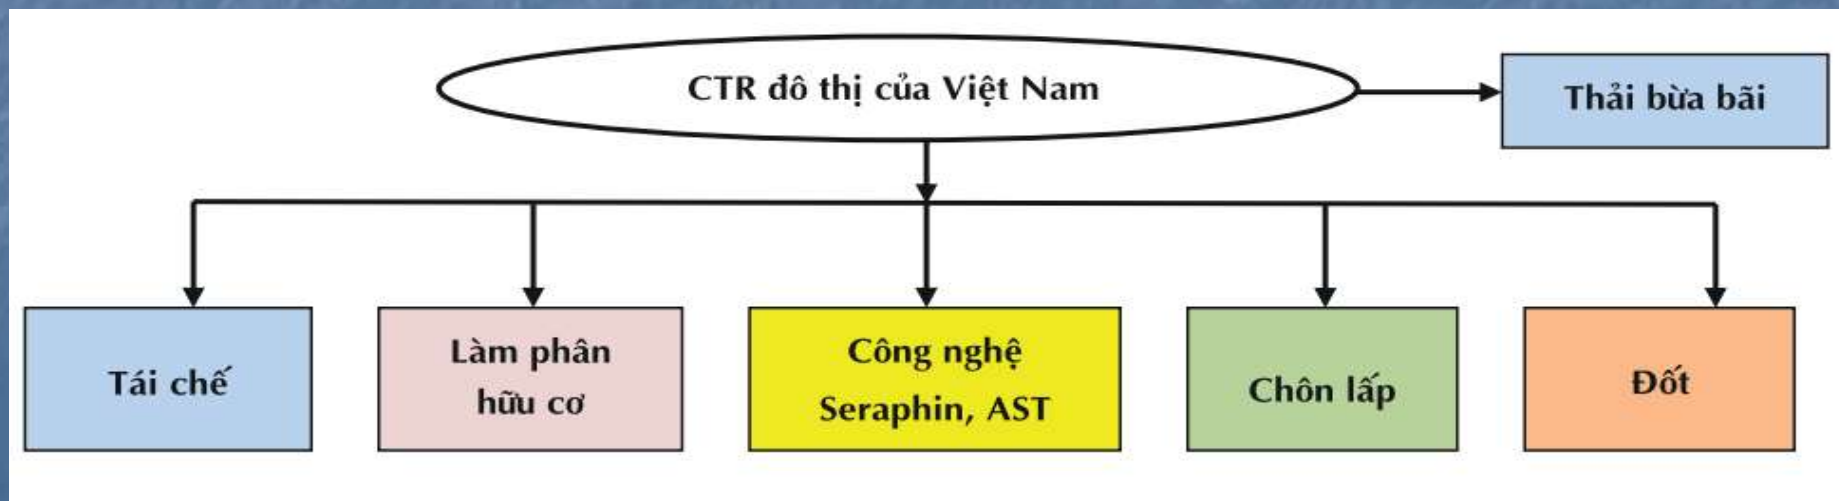 CTR đô thị của Việt Nam
Thải bừa bãi
Tái chế
Làm phân
hữu cơ
Công nghệ
Seraphin, AST
Chôn lấp
Đốt